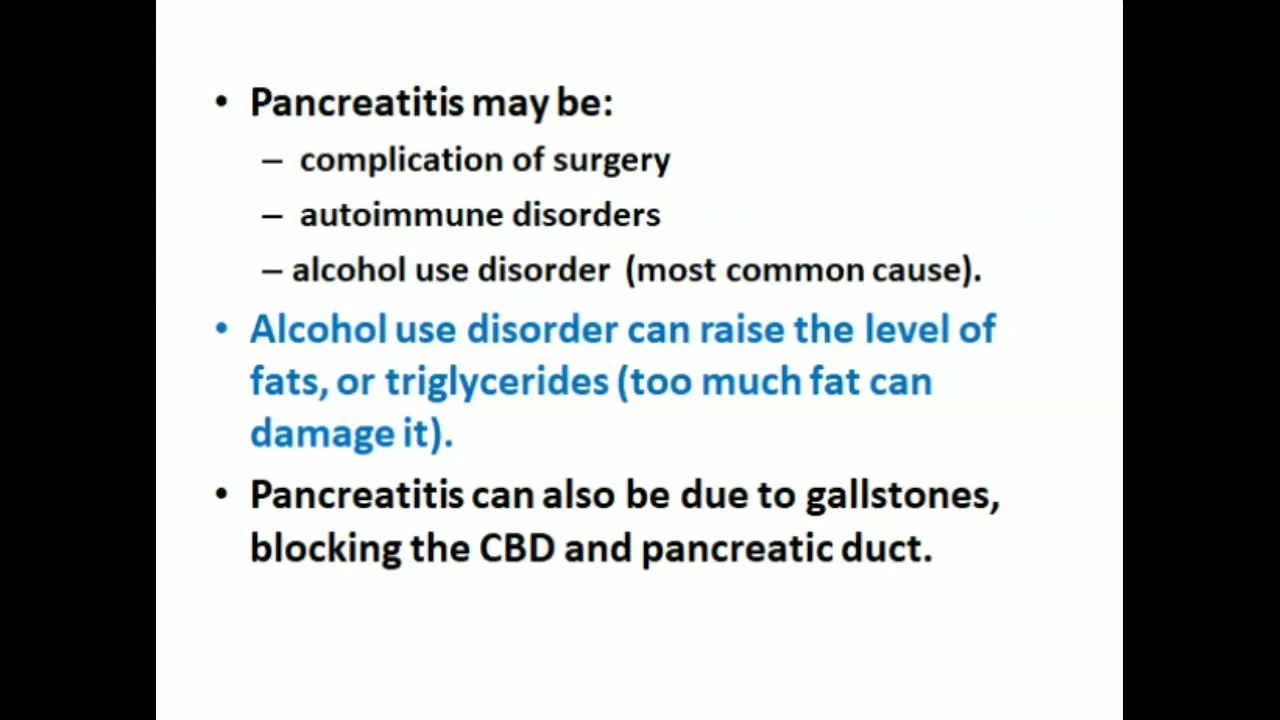 • Pancreatitis may be:
– complication of surgery
– autoimmune disorders
– alcohol use disorder (most common cause).
• Alcohol use disorder can raise the level of
fats, or triglycerides (too much fat can
damage it).
• Pancreatitis can also be due to gallstones,
blocking the CBD and pancreatic duct.